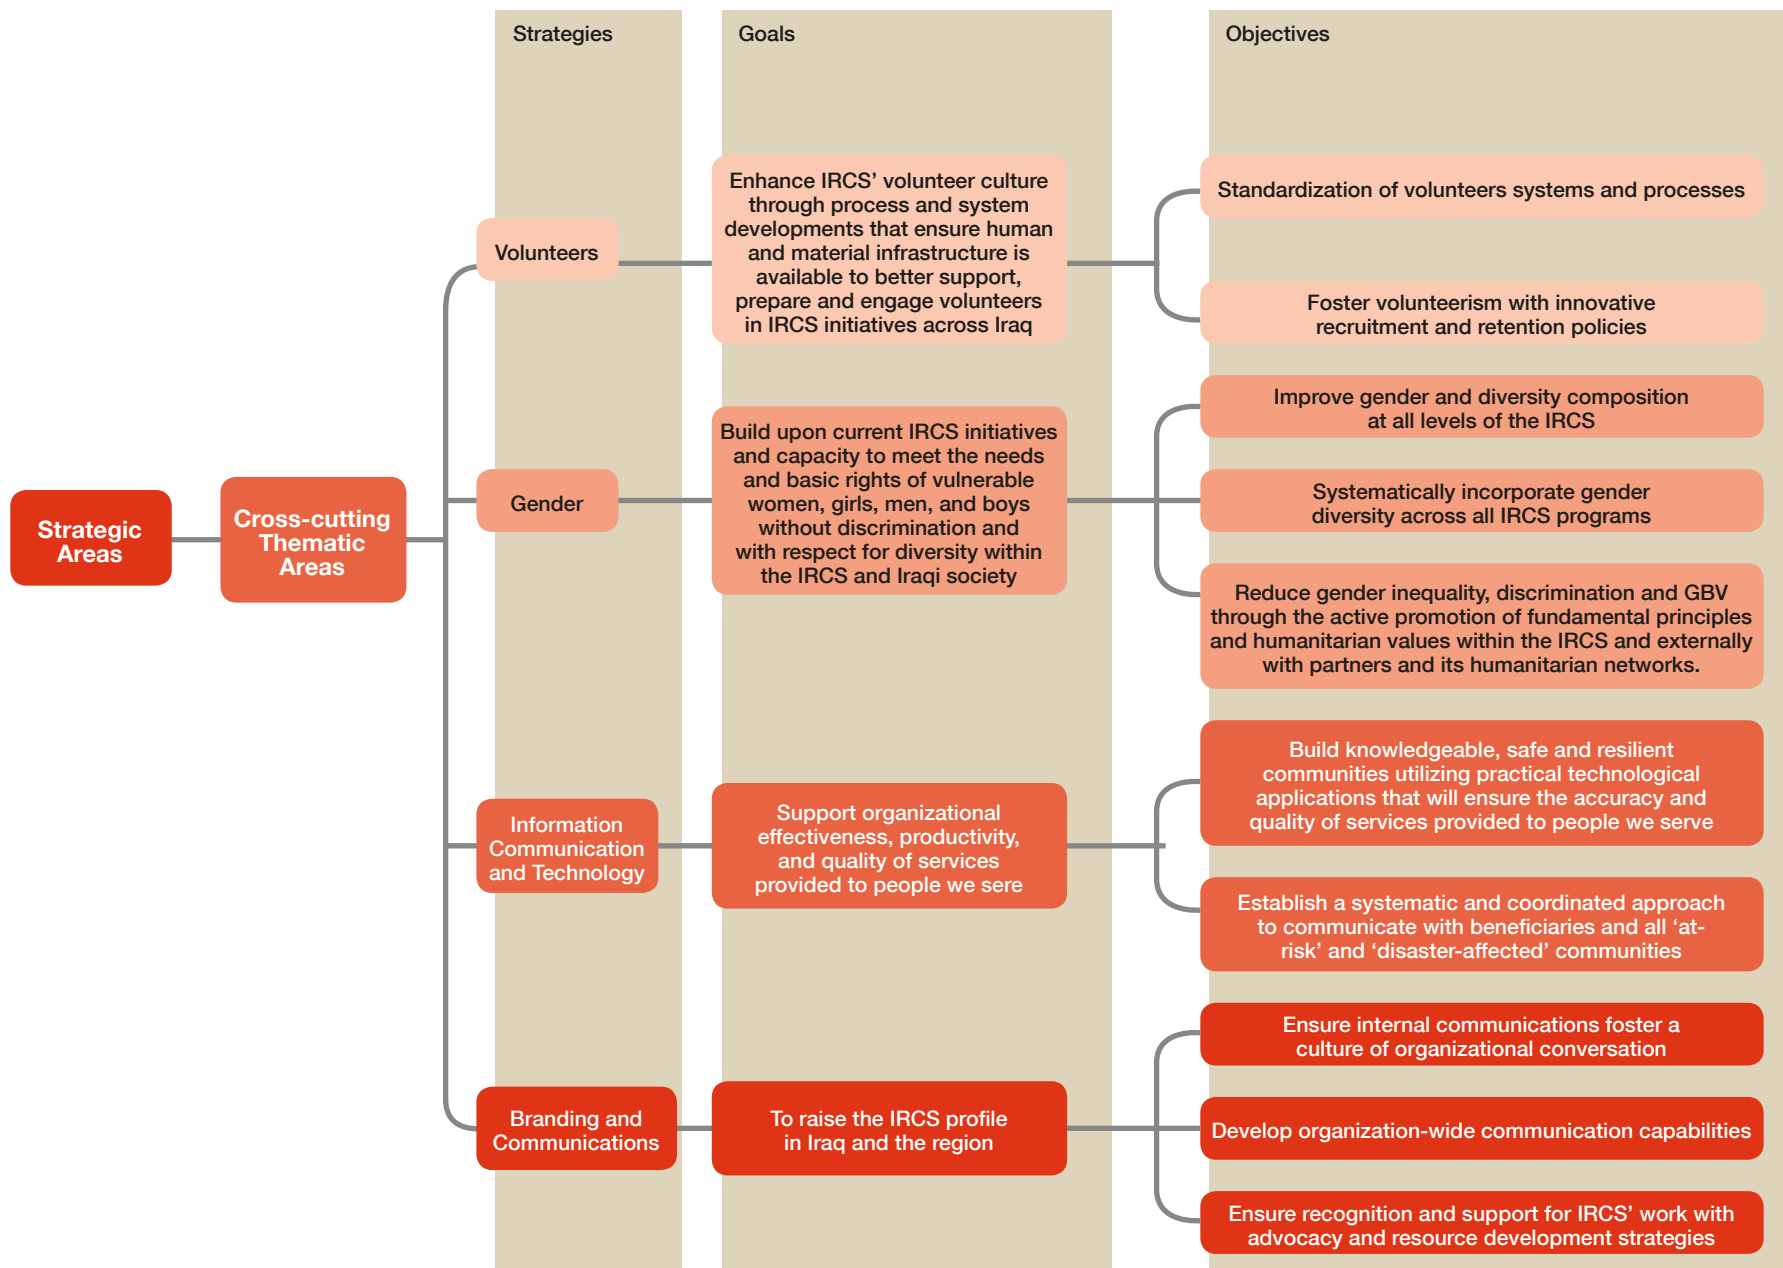 Strategies
Goals
Objectives
Strategic
Areas
Cross-cutting
Thematic
Areas
Volunteers
Enhance IRCS’ volunteer culture
through process and system
developments that ensure human
and material infrastructure is
available to better support,
prepare and engage volunteers
in IRCS initiatives across Iraq
Standardization of volunteers systems and processes
Foster volunteerism with innovative
recruitment and retention policies
Gender
Build upon current IRCS initiatives
and capacity to meet the needs
and basic rights of vulnerable
women, girls, men, and boys
without discrimination and
with respect for diversity within
the IRCS and Iraqi society
Improve gender and diversity composition
at all levels of the IRCS
Systematically incorporate gender
diversity across all IRCS programs
Reduce gender inequality, discrimination and GBV
through the active promotion of fundamental principles
and humanitarian values within the IRCS and externally
with partners and its humanitarian networks.
Information
Communication
and Technology
Support organizational
effectiveness, productivity,
and quality of services
provided to people we sere
Build knowledgeable, safe and resilient
communities utilizing practical technological
applications that will ensure the accuracy and
quality of services provided to people we serve
Establish a systematic and coordinated approach
to communicate with beneficiaries and all ‘at-
risk’ and ‘disaster-affected’ communities
Branding and
Communications
To raise the IRCS profile
in Iraq and the region
Ensure internal communications foster a
culture of organizational conversation
Develop organization-wide communication capabilities
Ensure recognition and support for IRCS’ work with
advocacy and resource development strategies